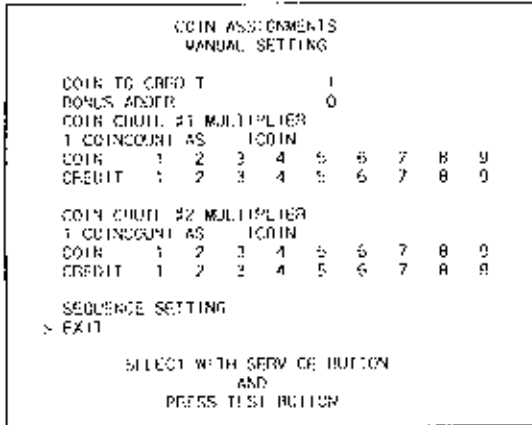 COIN ASSIGNMENTS
MANUAL SETTING
COIN TO CREDIT 1
BONUS ADDER 0
COIN CHUTE #1 MULTIPLIER
1 COINCOUNT AS 1COIN
COIN 1 2 3 4 5 6 7 8 9
CREDIT 1 2 3 4 5 6 7 8 9
COIN CHUTE #2 MULTIPLIER
1 COINCOUNT AS 1COIN
COIN 1 2 3 4 5 6 7 8 9
CREDIT 1 2 3 4 5 6 7 8 9
SEQUENCE SETTING
> EXIT
SELECT WITH SERVICE BUTTON
AND
PRESS TEST BUTTON